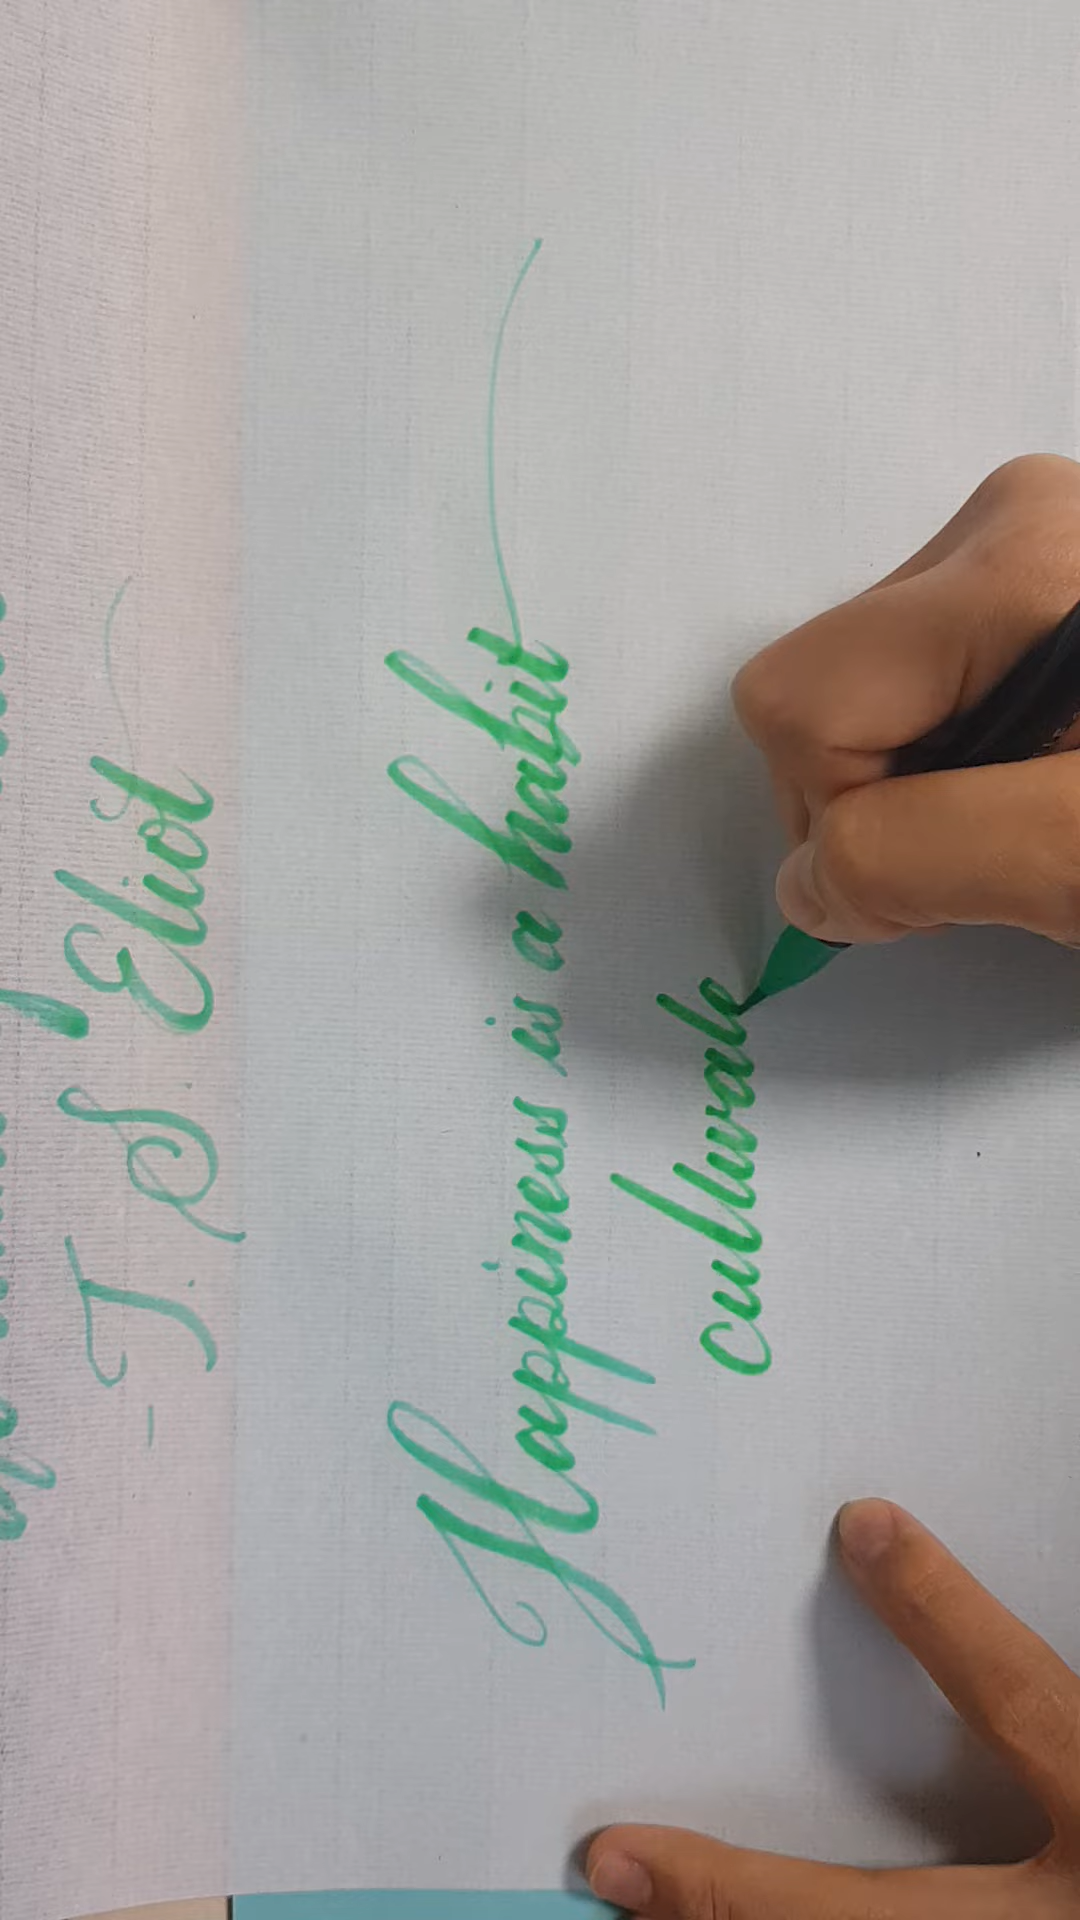 - T. S. Eliot
Happiness is a habit
cultivate